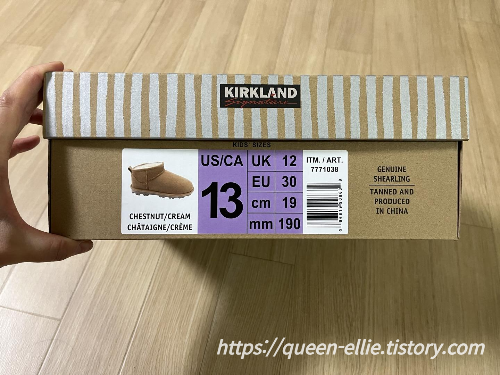 KIRKLAND
Signature
KIDS SIZES
CHESTNUT/CREAM
CHÂTAIGNE/CRÈME
US/CA
13
UK 12
EU 30
cm 19
mm 190
ITM. / ART.
7771038
GENUINE
SHEARLING
TANNED AND
PRODUCED
IN CHINA
https://queen-ellie.tistory.com